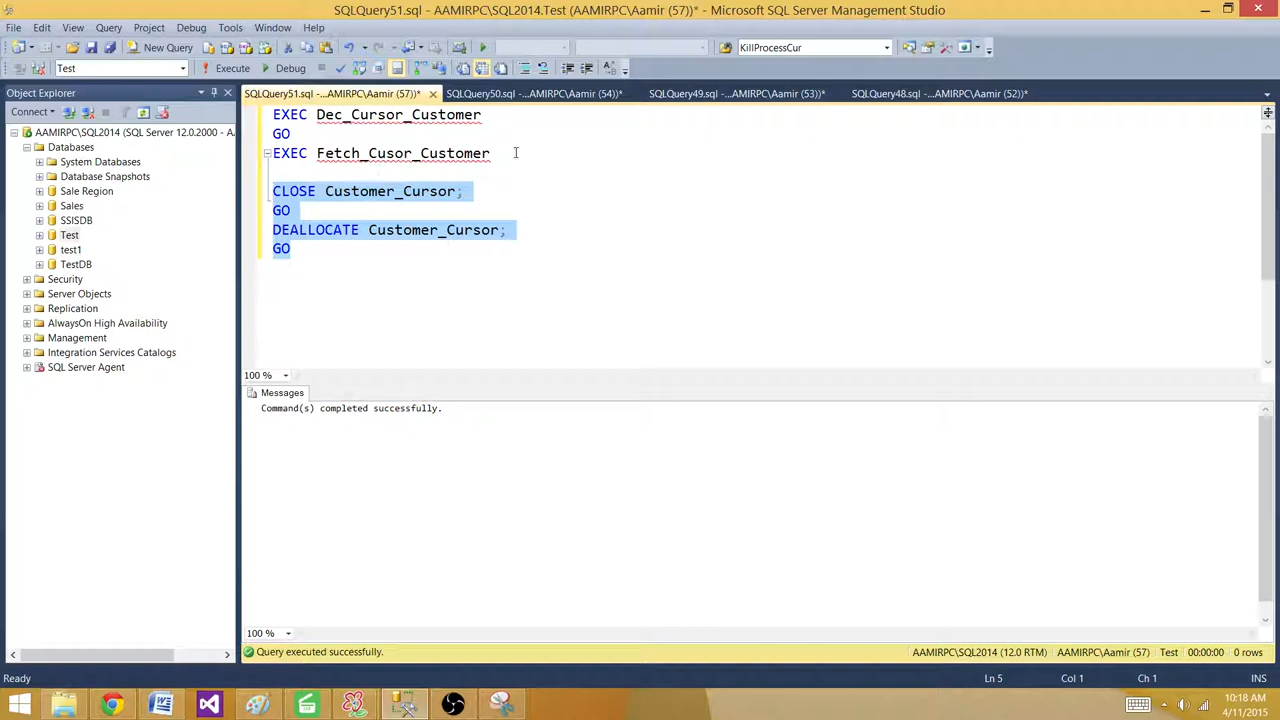 SQLQuery51.sql - AAMIRPC\SQL2014.Test (AAMIRPC\Aamir (57))* - Microsoft SQL Server Management Studio
File Edit View Query Project Debug Tools Window Help
New Query KillProcessCur
Test Execute Debug
Object Explorer
SQLQuery51.sql -...AAMIRPC\Aamir (57))* SQLQuery50.sql -...AAMIRPC\Aamir (54))* SQLQuery49.sql -...AAMIRPC\Aamir (53))* SQLQuery48.sql -...AAMIRPC\Aamir (52))*
Connect
AAMIRPC\SQL2014 (SQL Server 12.0.2000 - A
Databases
System Databases
Database Snapshots
Sale Region
Sales
SSISDB
Test
test1
TestDB
Security
Server Objects
Replication
AlwaysOn High Availability
Management
Integration Services Catalogs
SQL Server Agent
EXEC Dec_Cursor_Customer
GO
EXEC Fetch_Cusor_Customer
CLOSE Customer_Cursor;
GO
DEALLOCATE Customer_Cursor;
GO
100 %
Messages
Command(s) completed successfully.
100 %
Query executed successfully. AAMIRPC\SQL2014 (12.0 RTM) AAMIRPC\Aamir (57) Test 00:00:00 0 rows
Ready Ln 5 Col 1 Ch 1 INS
10:18 AM
4/11/2015